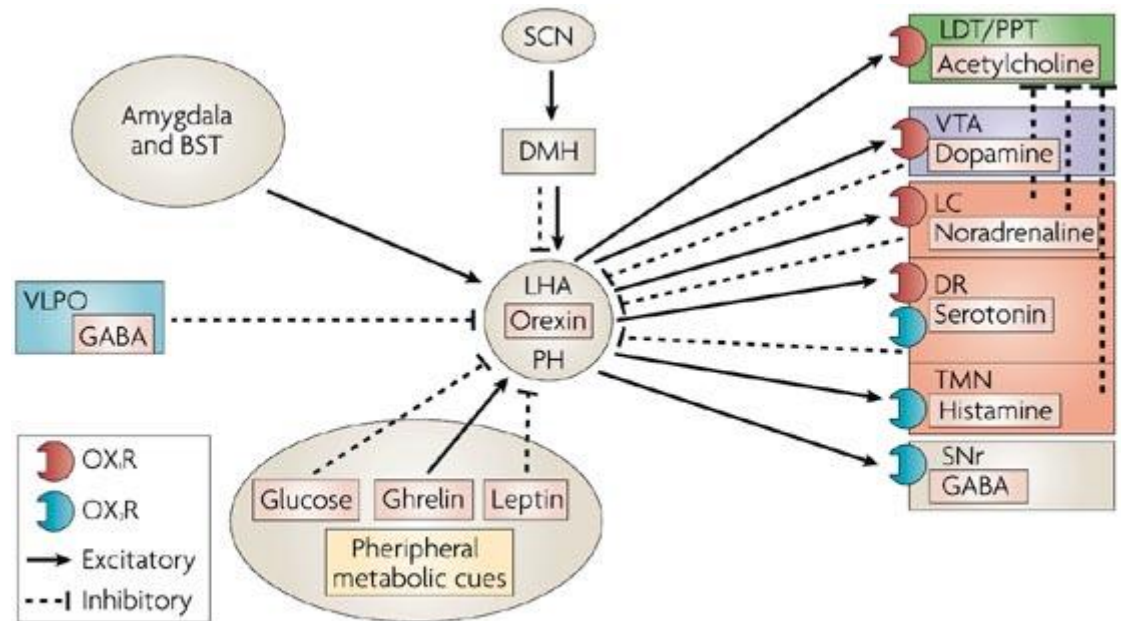 SCN
Amygdala
and BST
DMH
VLPO
GABA
LHA
Orexin
PH
Glucose
Ghrelin
Leptin
Pheripheral
metabolic cues
LDT/PPT
Acetylcholine
VTA
Dopamine
LC
Noradrenaline
DR
Serotonin
TMN
Histamine
SNr
GABA
OX₁R
OX₂R
Excitatory
Inhibitory